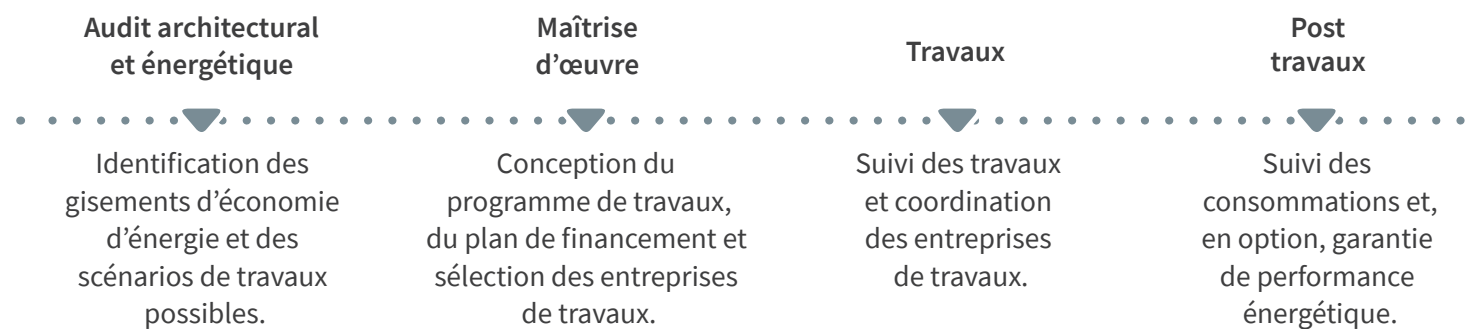 Audit architectural
et énergétique
Identification des
gisements d’économie
d’énergie et des
scénarios de travaux
possibles.
Maîtrise
d’œuvre
Conception du
programme de travaux,
du plan de financement et
sélection des entreprises
de travaux.
Travaux
Suivi des travaux
et coordination
des entreprises
de travaux.
Post
travaux
Suivi des
consommations et,
en option, garantie
de performance
énergétique.